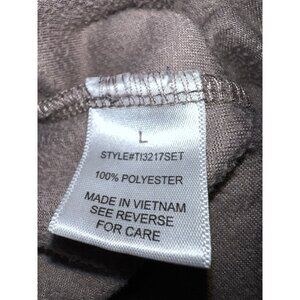 L
STYLE#TI3217SET
100% POLYESTER
MADE IN VIETNAM
SEE REVERSE
FOR CARE